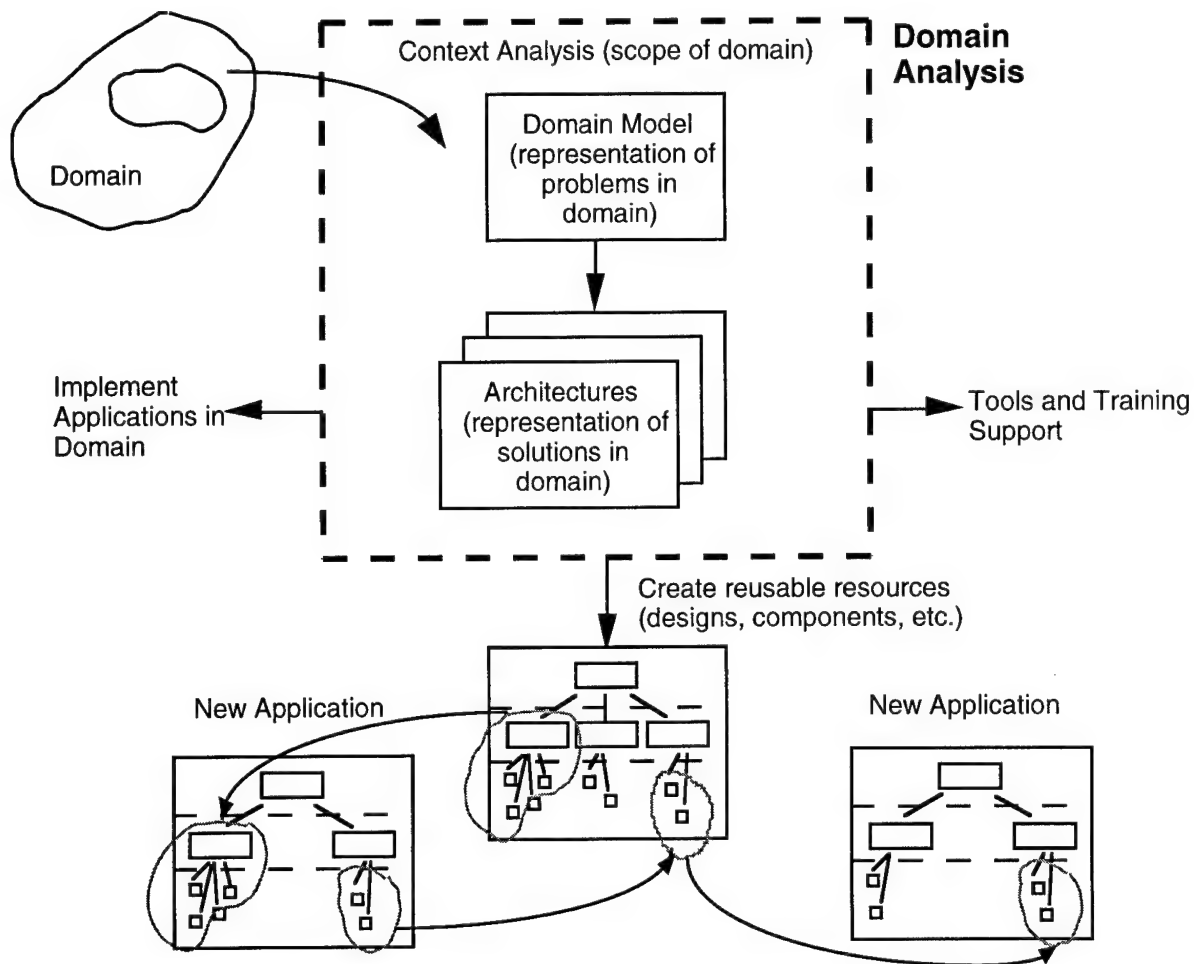 Domain
Analysis
Context Analysis (scope of domain)
Domain Model
(representation of
problems in
domain)
Domain
Architectures
(representation of
solutions in
domain)
Implement
Applications in
Domain
Tools and Training
Support
Create reusable resources
(designs, components, etc.)
New Application
New Application